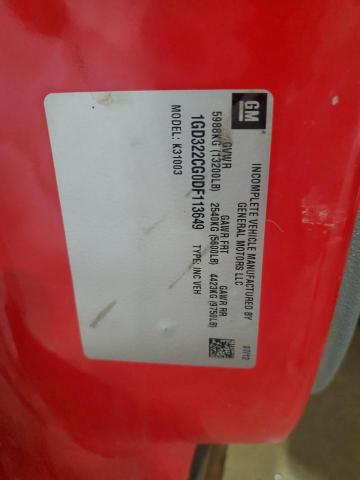 GM
INCOMPLETE VEHICLE MANUFACTURED BY
GENERAL MOTORS LLC
07/12
GVWR GAWR FRT GAWR RR
5988KG (13200LB) 2540KG (5600LB) 4423KG (9750LB)
1GD322CG0DF113649 TYPE: INC VEH
MODEL: K31003